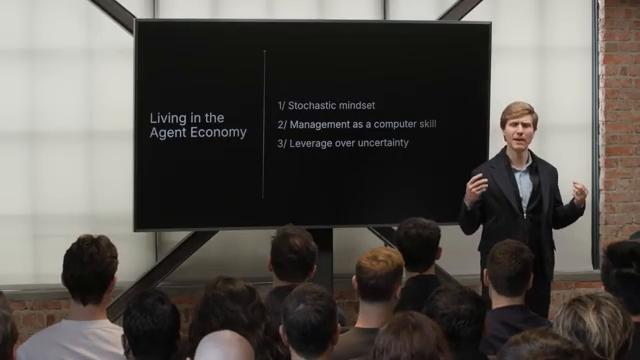 Living in the
Agent Economy
1/ Stochastic mindset
2/ Management as a computer skill
3/ Leverage over uncertainty